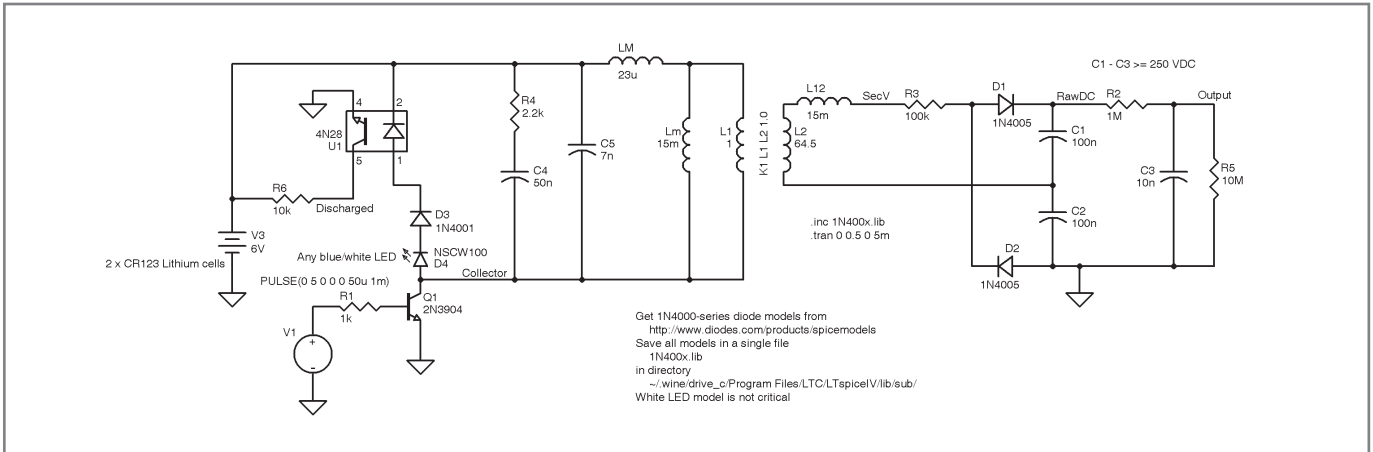 LM
23u
C1 - C3 >= 250 VDC
L12
15m
SecV
R3
100k
D1
1N4005
RawDC
R2
1M
Output
4
2
4N28
U1
5
1
R4
2.2k
C5
7n
C4
50n
Lm
15m
L1
1
K1 L1 L2 1.0
L2
64.5
C1
100n
C3
10n
R5
10M
R6
10k
Discharged
D3
1N4001
V3
6V
2 x CR123 Lithium cells
Any blue/white LED
NSCW100
D4
Collector
.inc 1N400x.lib
.tran 0 0.5 0 5m
C2
100n
D2
1N4005
PULSE(0 5 0 0 0 50u 1m)
R1
1k
Q1
2N3904
V1
+
-
Get 1N4000-series diode models from
http://www.diodes.com/products/spicemodels
Save all models in a single file
1N400x.lib
in directory
~/.wine/drive_c/Program Files/LTC/LTspiceIV/lib/sub/
White LED model is not critical